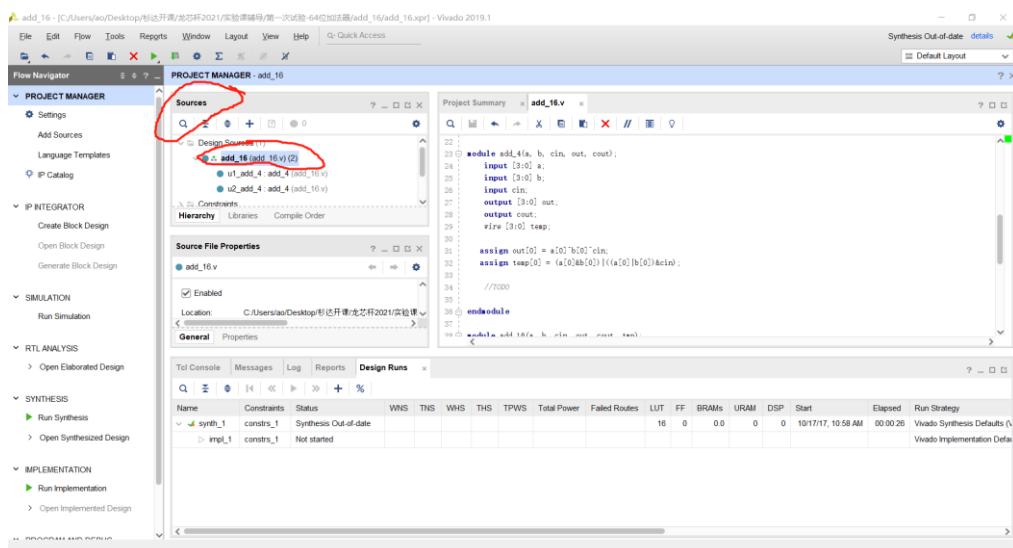 add_16 - [C:/Users/ao/Desktop/杉达开课/龙芯杯2021/实验课辅导/第一次试验-64位加法器/add_16/add_16.xpr] - Vivado 2019.1
File Edit Flow Tools Reports Window Layout View Help Q- Quick Access
Synthesis Out-of-date details
Default Layout
Flow Navigator
PROJECT MANAGER
Settings
Add Sources
Language Templates
IP Catalog
IP INTEGRATOR
Create Block Design
Open Block Design
Generate Block Design
SIMULATION
Run Simulation
RTL ANALYSIS
Open Elaborated Design
SYNTHESIS
Run Synthesis
Open Synthesized Design
IMPLEMENTATION
Run Implementation
Open Implemented Design
PROGRAM AND DEBUG
PROJECT MANAGER - add_16
Sources
0
Design Sources (1)
add_16 (add_16.v) (2)
u1_add_4 : add_4 (add_16.v)
u2_add_4 : add_4 (add_16.v)
Constraints
Hierarchy Libraries Compile Order
Source File Properties
add_16.v
Enabled
Location: C:/Users/ao/Desktop/杉达开课/龙芯杯2021/实验课
General Properties
Project Summary add_16.v
22
23 module add_4(a, b, cin, out, cout);
24 input [3:0] a;
25 input [3:0] b;
26 input cin;
27 output [3:0] out;
28 output cout;
29 wire [3:0] temp;
30
31 assign out[0] = a[0]^b[0]^cin;
32 assign temp[0] = (a[0]&b[0])|((a[0]|b[0])&cin);
33
34 //TODO
35
36 endmodule
37
38 module add_16(a, b, cin, out, cout, tmp);
Tcl Console Messages Log Reports Design Runs
Name Constraints Status WNS TNS WHS THS TPWS Total Power Failed Routes LUT FF BRAMs URAM DSP Start Elapsed Run Strategy
synth_1 constrs_1 Synthesis Out-of-date 16 0 0.0 0 0 10/17/17, 10:58 AM 00:00:26 Vivado Synthesis Defaults (V
impl_1 constrs_1 Not started Vivado Implementation Defau